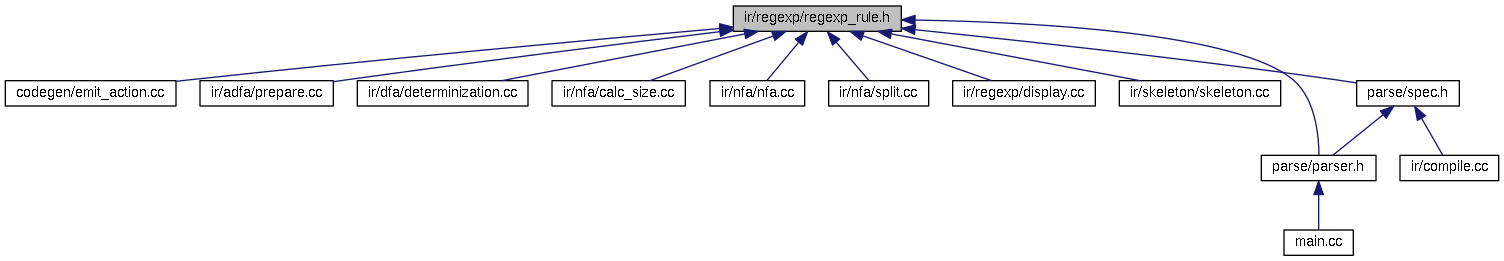 ir/regexp/regexp_rule.h
codegen/emit_action.cc
ir/adfa/prepare.cc
ir/dfa/determinization.cc
ir/nfa/calc_size.cc
ir/nfa/nfa.cc
ir/nfa/split.cc
ir/regexp/display.cc
ir/skeleton/skeleton.cc
parse/spec.h
parse/parser.h
ir/compile.cc
main.cc